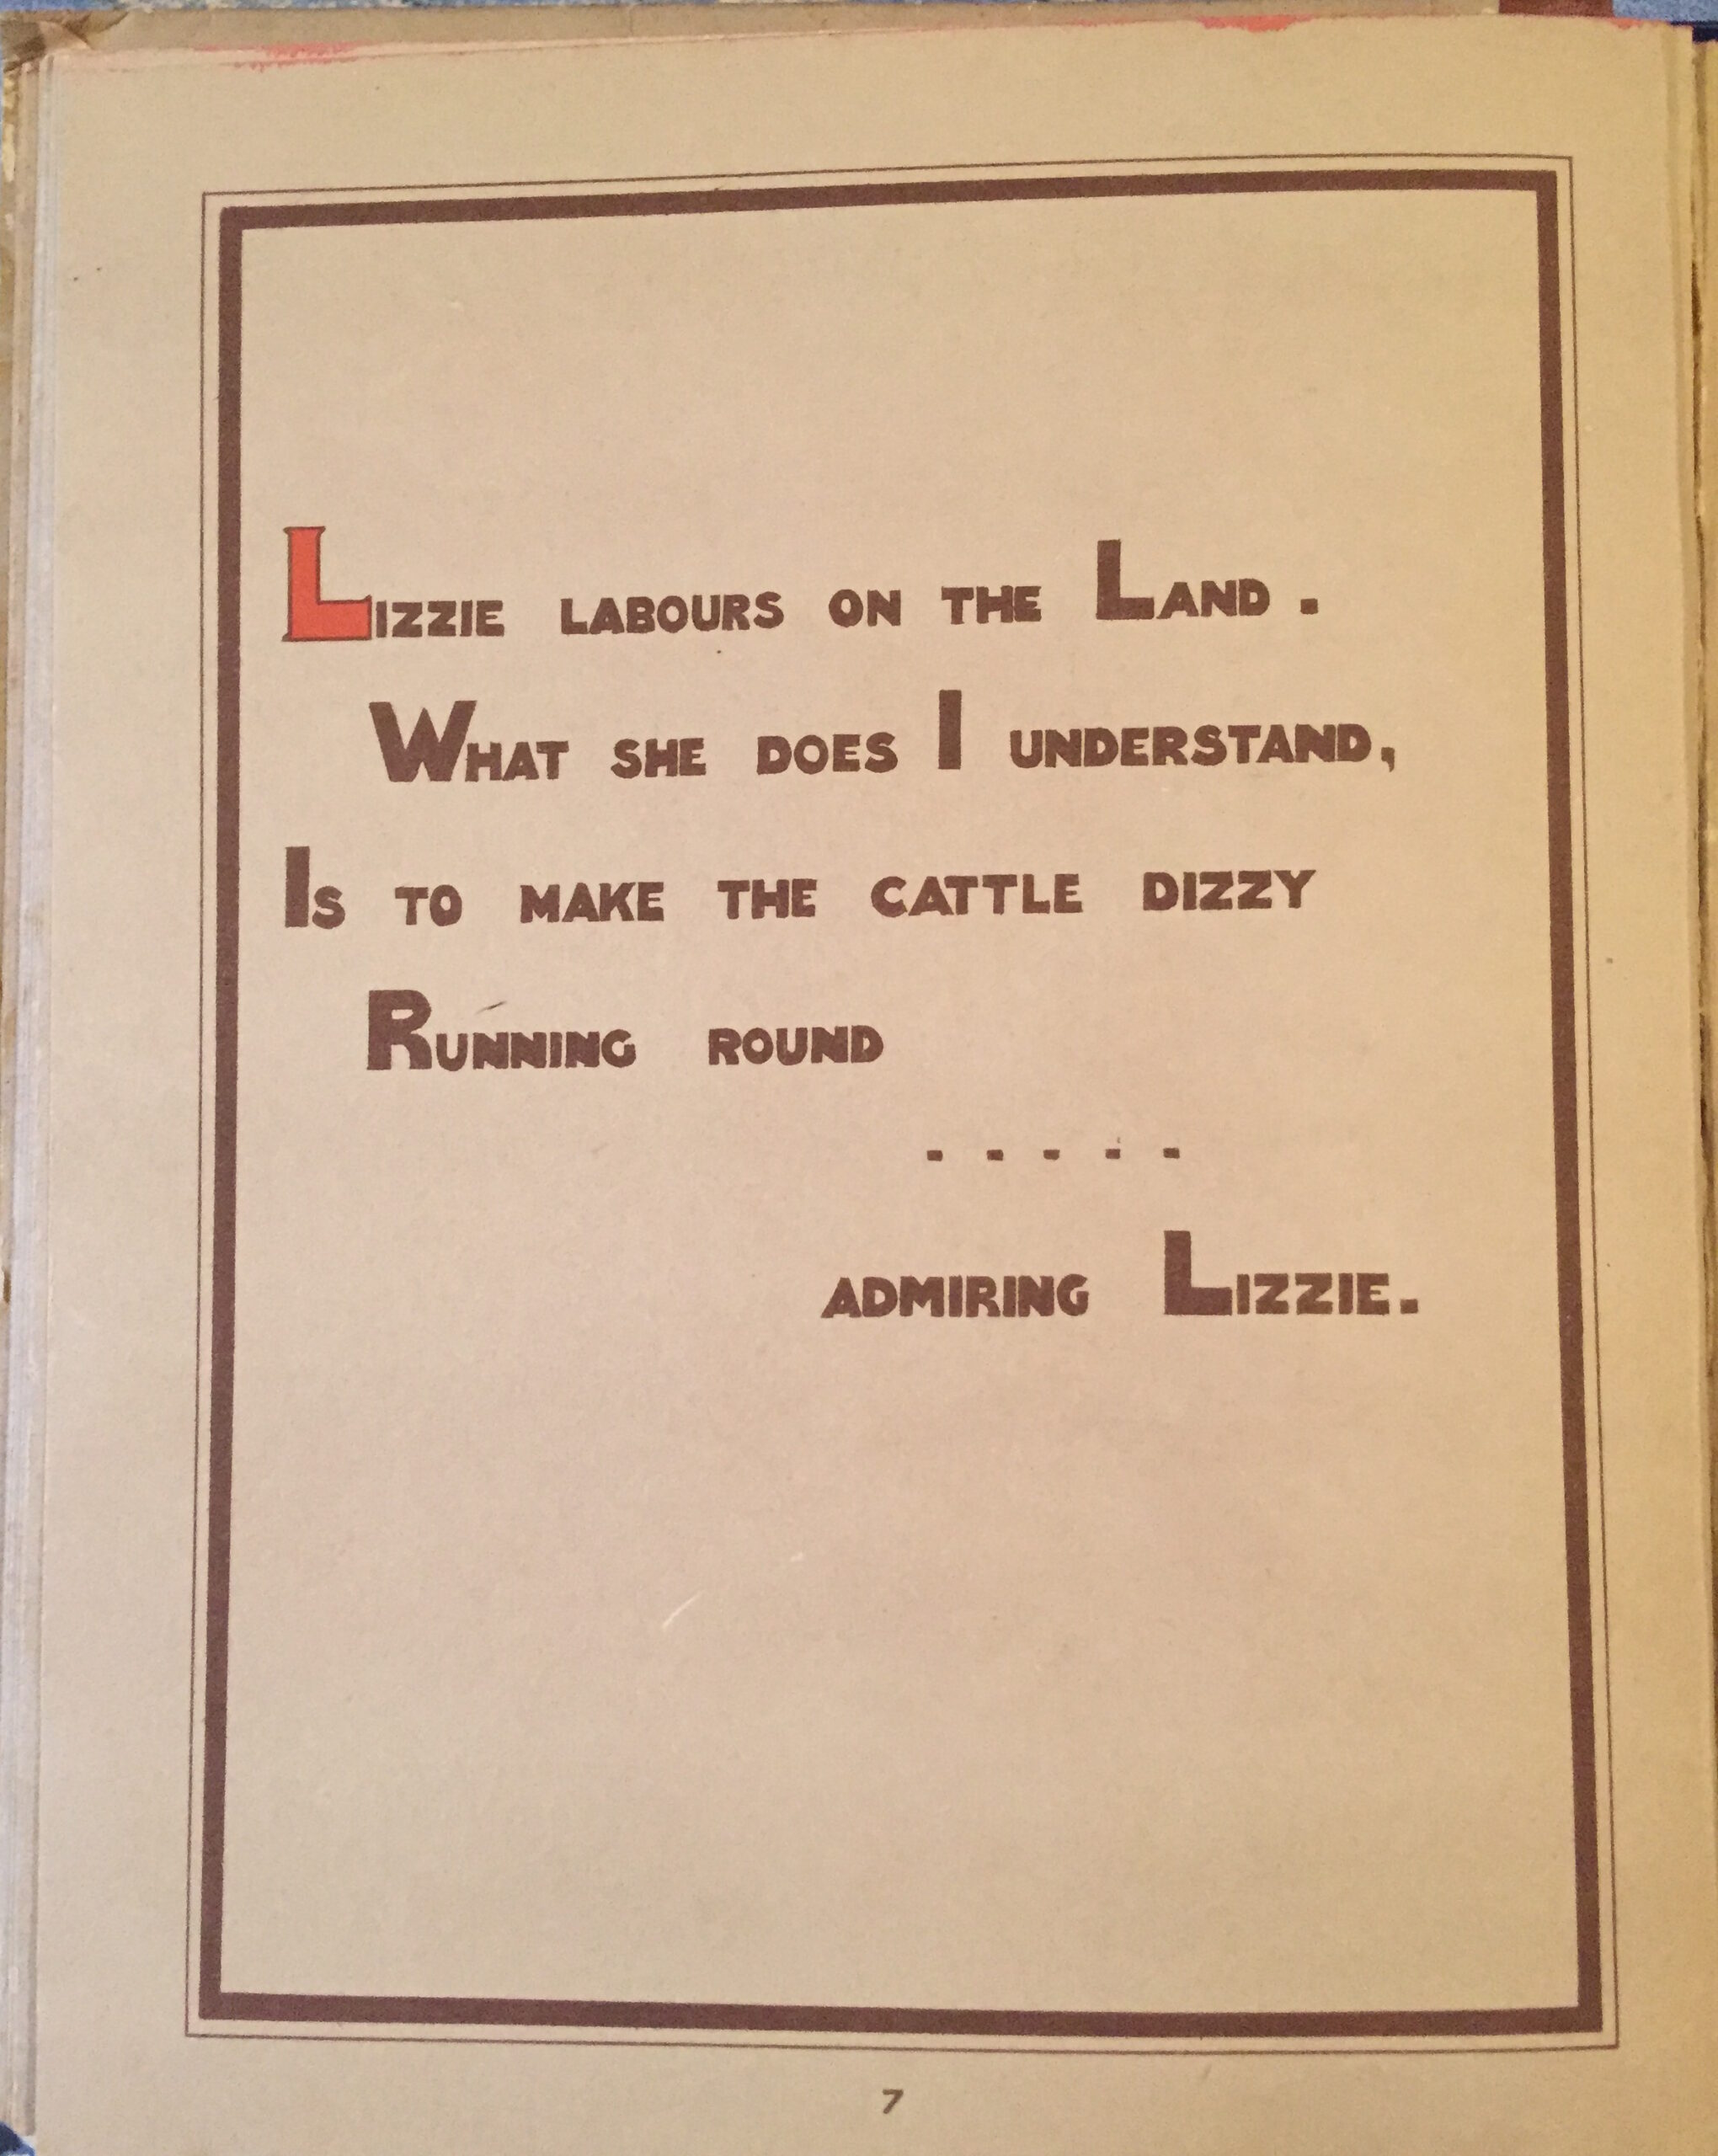 Lizzie labours on the Land.
What she does I understand,
Is to make the cattle dizzy
Running round
.....
admiring Lizzie.
7